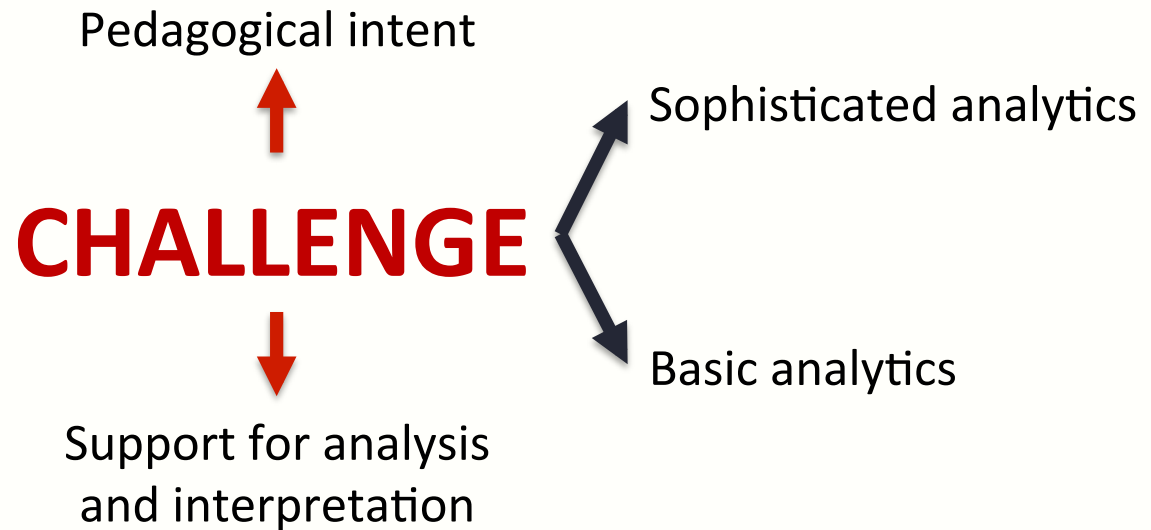 Pedagogical intent
Sophisticated analytics
CHALLENGE
Basic analytics
Support for analysis
and interpretation